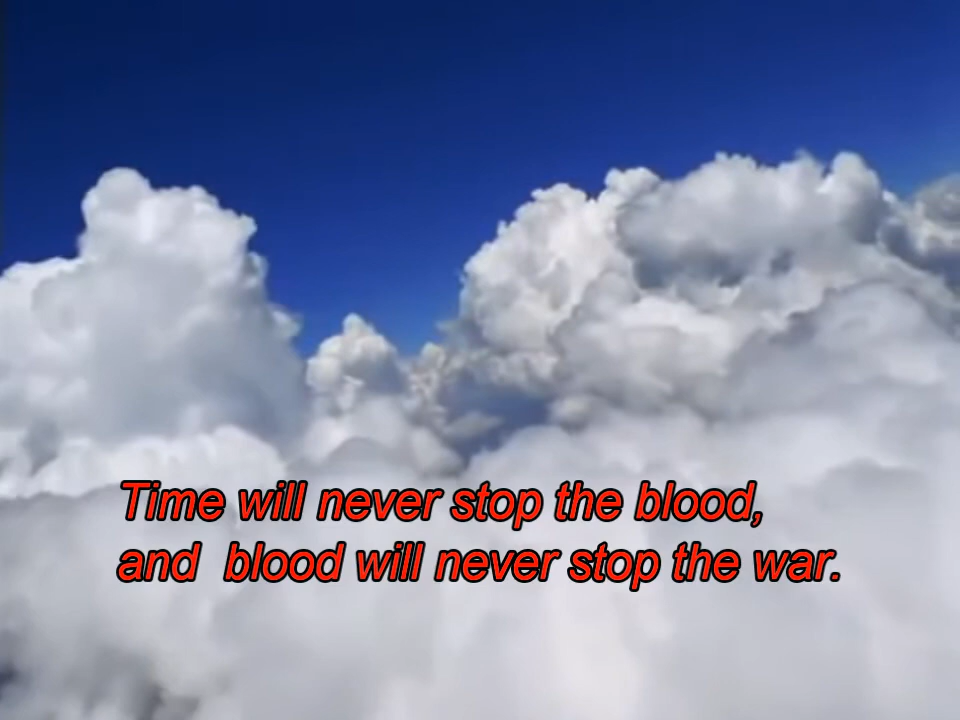 Time will never stop the blood,
and  blood will never stop the war.